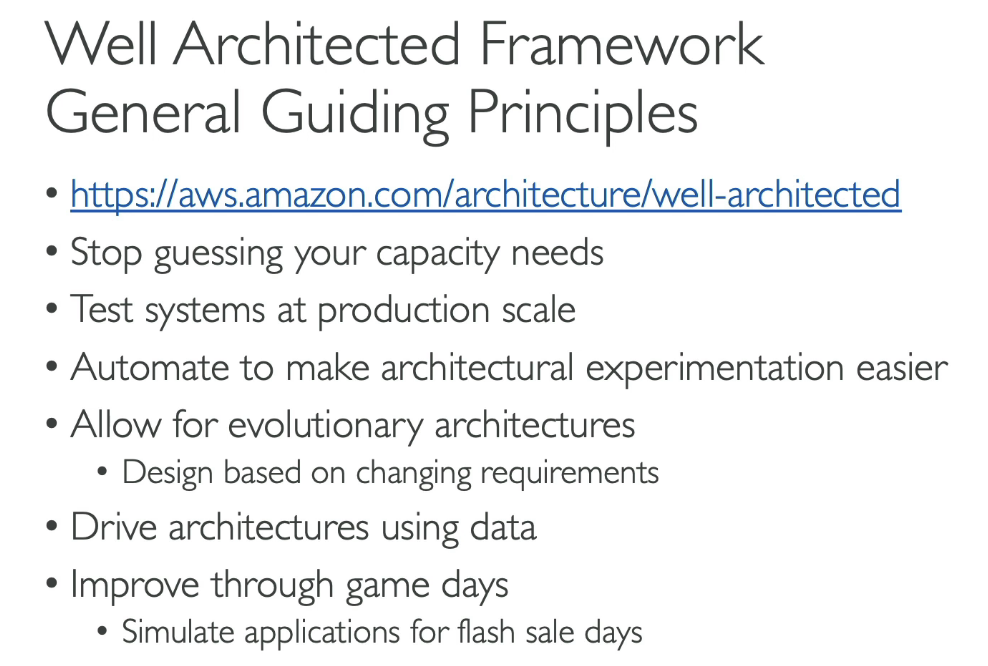 Well Architected Framework
General Guiding Principles
• https://aws.amazon.com/architecture/well-architected
• Stop guessing your capacity needs
• Test systems at production scale
• Automate to make architectural experimentation easier
• Allow for evolutionary architectures
• Design based on changing requirements
• Drive architectures using data
• Improve through game days
• Simulate applications for flash sale days